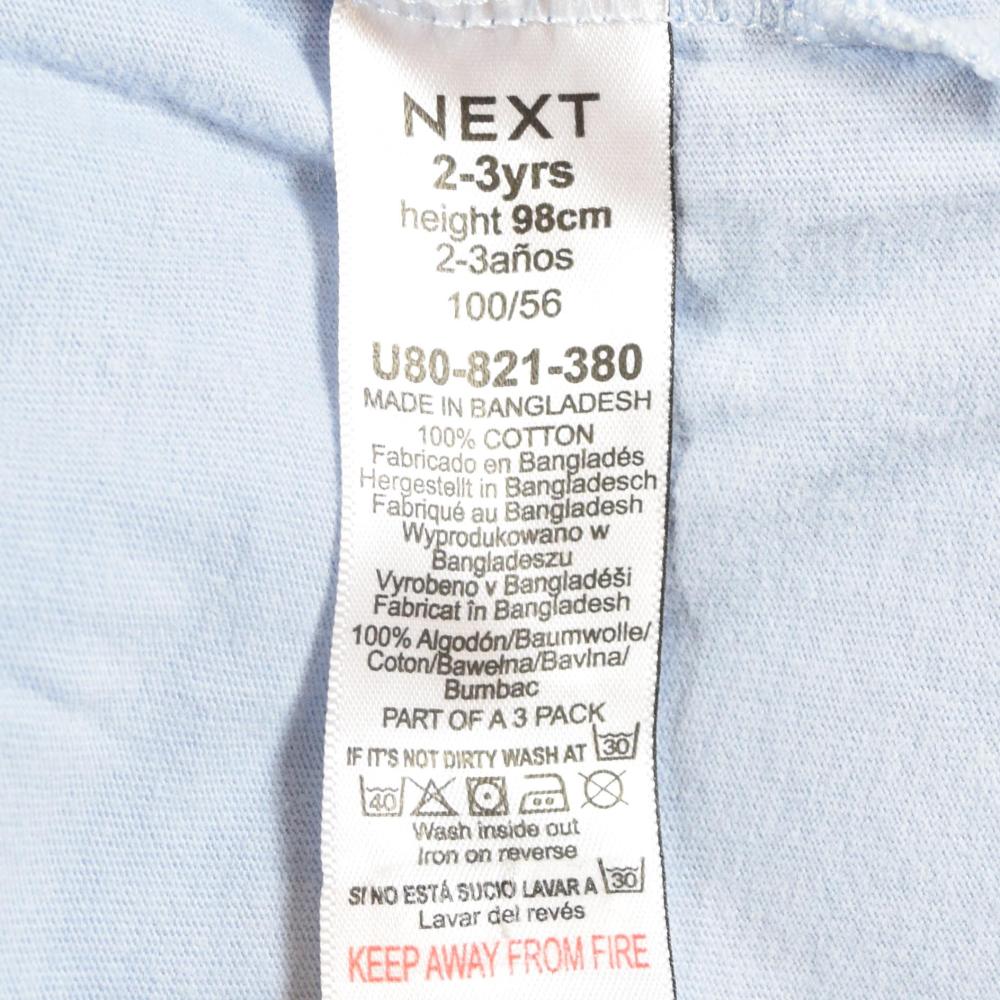 NEXT
2-3yrs
height 98cm
2-3años
100/56
U80-821-380
MADE IN BANGLADESH
100% COTTON
Fabricado en Bangladés
Hergestellt in Bangladesch
Fabriqué au Bangladesh
Wyprodukowano w
Bangladeszu
Vyrobeno v Bangladéši
Fabricat în Bangladesh
100% Algodón/Baumwolle/
Coton/Bawełna/Bavlna/
Bumbac
PART OF A 3 PACK
IF IT'S NOT DIRTY WASH AT 30
40
Wash inside out
Iron on reverse
SI NO ESTÁ SUCIO LAVAR A 30
Lavar del revés
KEEP AWAY FROM FIRE